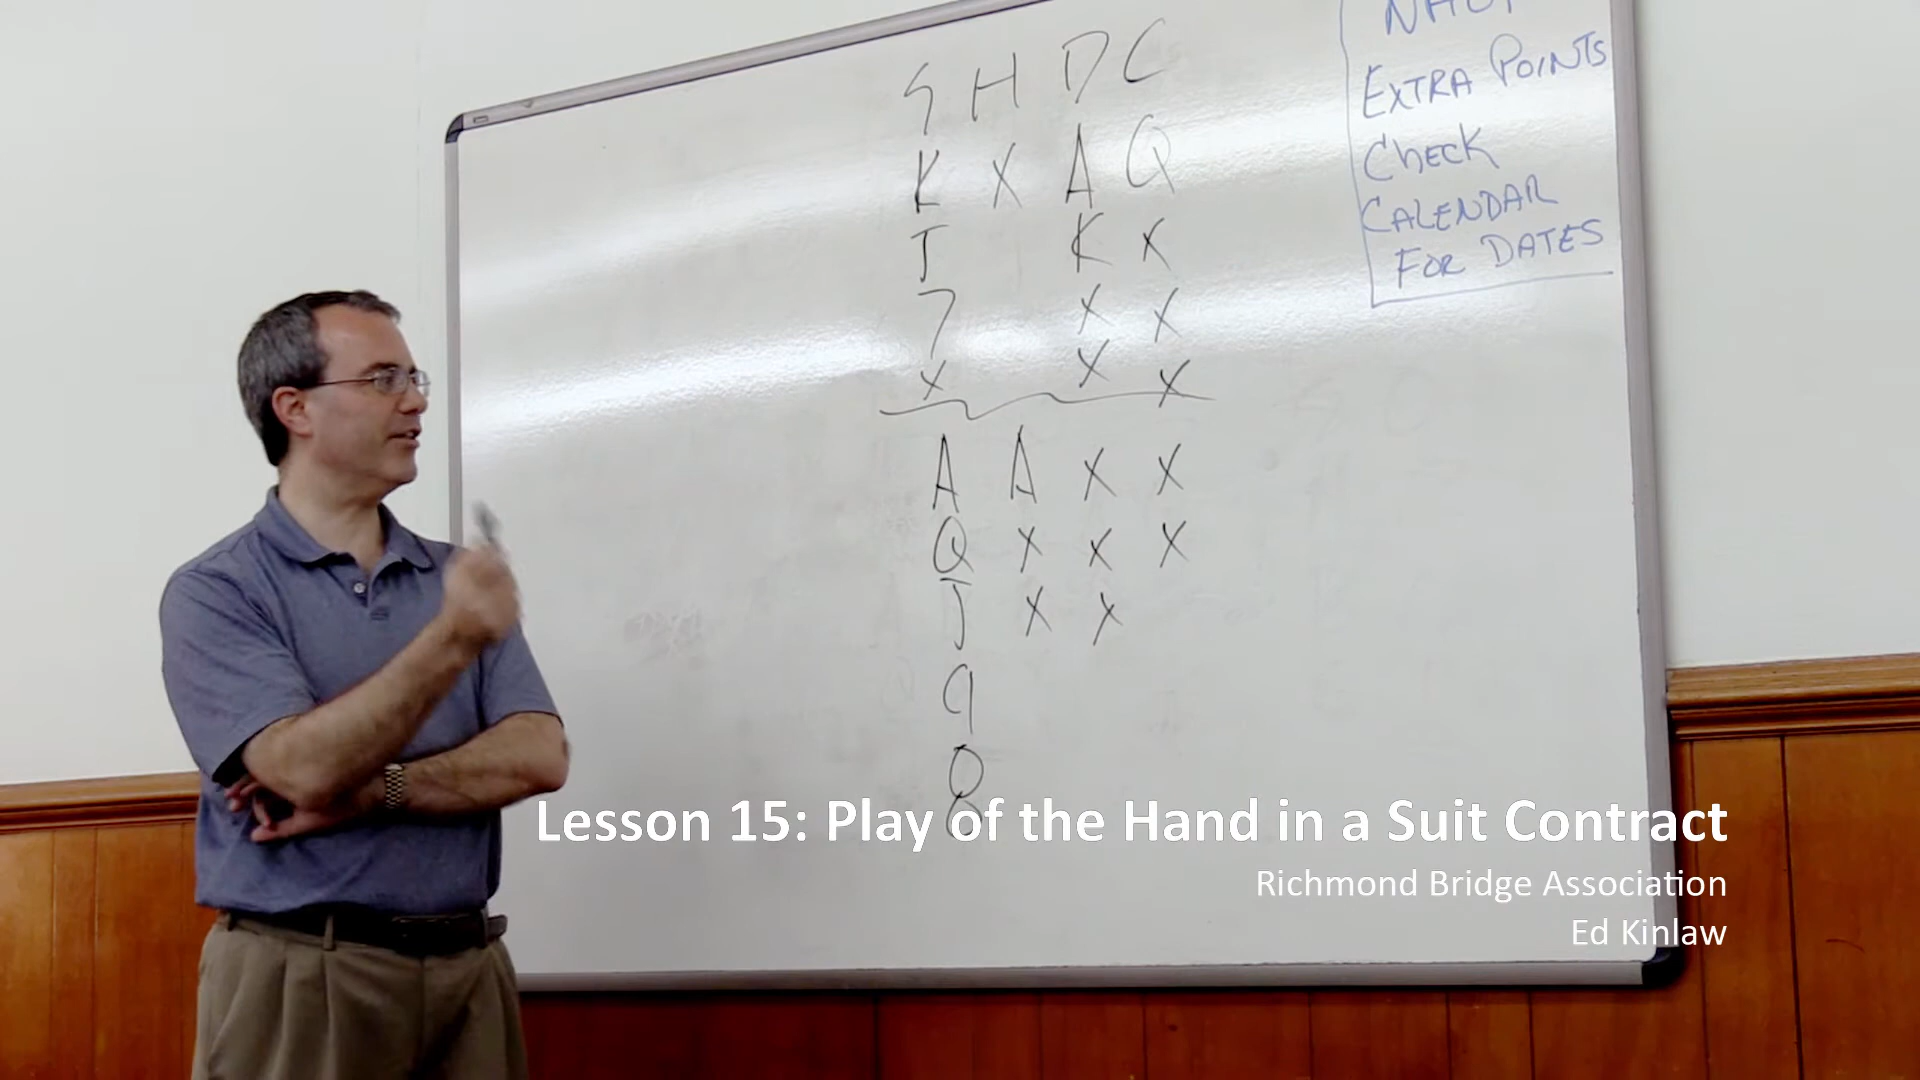 S H D C
K X A Q
J K X
7 X X
X X X
A A X X
Q X X X
J X X
9
8
EXTRA POINTS
CHECK
CALENDAR
FOR DATES
Lesson 15: Play of the Hand in a Suit Contract
Richmond Bridge Association
Ed Kinlaw